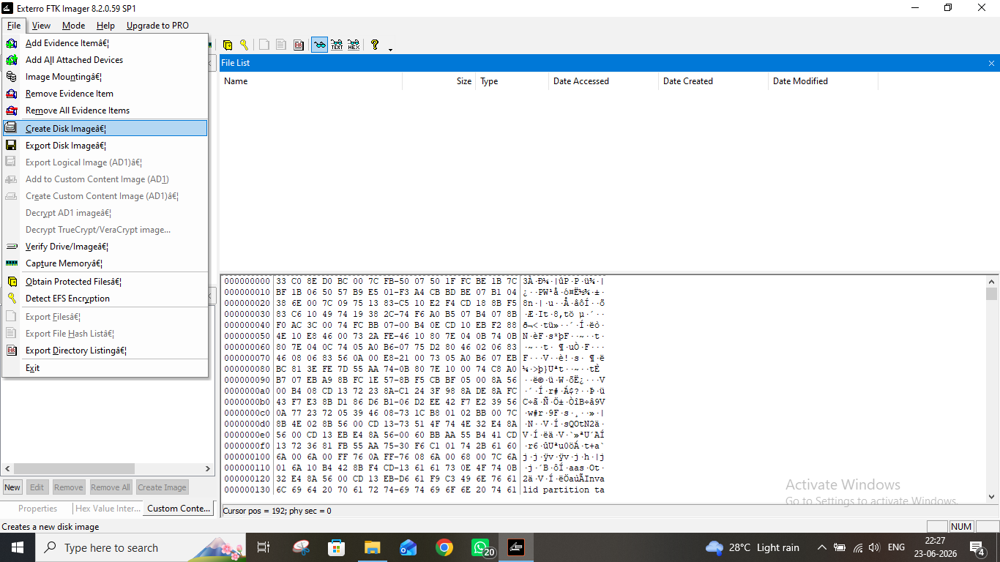 Exterro FTK Imager 8.2.0.59 SP1
File View Mode Help Upgrade to PRO
Add Evidence Itemâ€¦
Add All Attached Devices
Image Mountingâ€¦
Remove Evidence Item
Remove All Evidence Items
Create Disk Imageâ€¦
Export Disk Imageâ€¦
Export Logical Image (AD1)â€¦
Add to Custom Content Image (AD1)
Create Custom Content Image (AD1)â€¦
Decrypt AD1 imageâ€¦
Decrypt TrueCrypt/VeraCrypt image...
Verify Drive/Imageâ€¦
Capture Memoryâ€¦
Obtain Protected Filesâ€¦
Detect EFS Encryption
Export Filesâ€¦
Export File Hash Listâ€¦
Export Directory Listingâ€¦
Exit
New Edit Remove Remove All Create Image
Properties Hex Value Inter... Custom Conte...
File List
Name Size Type Date Accessed Date Created Date Modified
000000000 33 C0 8E D0 BC 00 7C FB-50 07 50 1F FC BE 1B 7C 3À·Ð¼·|ûP·P·ü¾·|
000000010 BF 1B 06 50 57 B9 E5 01-F3 A4 CB BD BE 07 B1 04 ¿··PW¹å·ó¤Ë½¾·±·
000000020 38 6E 00 7C 09 75 13 83-C5 10 E2 F4 CD 18 8B F5 8n·|·u··Å·âôÍ··õ
000000030 83 C6 10 49 74 19 38 2C-74 F6 A0 B5 07 B4 07 8B ·Æ·It·8,tö µ·´··
000000040 F0 AC 3C 00 74 FC BB 07-00 B4 0E CD 10 EB F2 88 ð¬<·tü»··´·Í·ëò·
000000050 4E 10 E8 46 00 73 2A FE-46 10 80 7E 04 0B 74 0B N·èF·s*þF··~··t·
000000060 80 7E 04 0C 74 05 A0 B6-07 75 D2 80 46 02 06 83 ·~··t· ¶·uÒ·F···
000000070 46 08 06 83 56 0A 00 E8-21 00 73 05 A0 B6 07 EB F···V··è!·s· ¶·ë
000000080 BC 81 3E FE 7D 55 AA 74-0B 80 7E 10 00 74 C8 A0 ¼·>þ}Uªt··~··tÈ
000000090 B7 07 EB A9 8B FC 1E 57-8B F5 CB BF 05 00 8A 56 ··ë©·ü·W·õË¿···V
0000000a0 00 B4 08 CD 13 72 23 8A-C1 24 3F 98 8A DE 8A FC ·´·Í·r#·Á$?··Þ·ü
0000000b0 43 F7 E3 8B D1 86 D6 B1-06 D2 EE 42 F7 E2 39 56 C÷ã·Ñ·Ö±·ÒîB÷â9V
0000000c0 0A 77 23 72 05 39 46 08-73 1C B8 01 02 BB 00 7C ·w#r·9F·s·¸··»·|
0000000d0 8B 4E 02 8B 56 00 CD 13-73 51 4F 74 4E 32 E4 8A ·N··V·Í·sQOtN2ä·
0000000e0 56 00 CD 13 EB E4 8A 56-00 60 BB AA 55 B4 41 CD V·Í·ëä·V·`»ªU´AÍ
0000000f0 13 72 36 81 FB 55 AA 75-30 F6 C1 01 74 2B 61 60 ·r6·ûUªu0öÁ·t+a`
000000100 6A 00 6A 00 FF 76 0A FF-76 08 6A 00 68 00 7C 6A j·j·ÿv·ÿv·j·h·|j
000000110 01 6A 10 B4 42 8B F4 CD-13 61 61 73 0E 4F 74 0B ·j·´B·ôÍ·aas·Ot·
000000120 32 E4 8A 56 00 CD 13 EB-D6 61 F9 C3 49 6E 76 61 2ä·V·Í·ëÖaùÃInva
000000130 6C 69 64 20 70 61 72 74-69 74 69 6F 6E 20 74 61 lid partition ta
Cursor pos = 192; phy sec = 0
Activate Windows
Go to Settings to activate Windows.
Creates a new disk image NUM
Type here to search 20 28°C Light rain ENG 22:27 23-06-2026 4